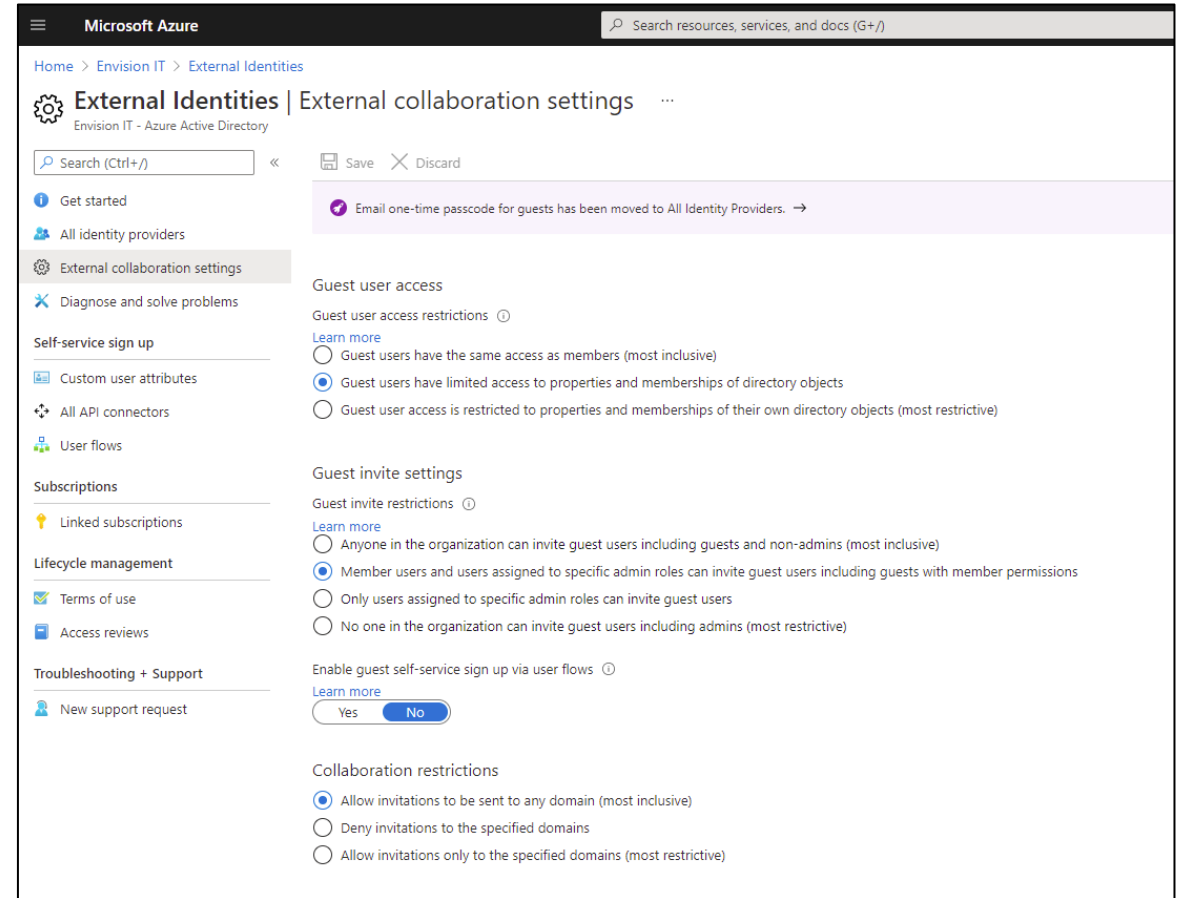 Microsoft Azure
Search resources, services, and docs (G+/)
Home > Envision IT > External Identities
External Identities | External collaboration settings ...
Envision IT - Azure Active Directory
Search (Ctrl+/)
«
Save
Discard
Get started
All identity providers
External collaboration settings
Diagnose and solve problems
Self-service sign up
Custom user attributes
All API connectors
User flows
Subscriptions
Linked subscriptions
Lifecycle management
Terms of use
Access reviews
Troubleshooting + Support
New support request
Email one-time passcode for guests has been moved to All Identity Providers. →
Guest user access
Guest user access restrictions
Learn more
Guest users have the same access as members (most inclusive)
Guest users have limited access to properties and memberships of directory objects
Guest user access is restricted to properties and memberships of their own directory objects (most restrictive)
Guest invite settings
Guest invite restrictions
Learn more
Anyone in the organization can invite guest users including guests and non-admins (most inclusive)
Member users and users assigned to specific admin roles can invite guest users including guests with member permissions
Only users assigned to specific admin roles can invite guest users
No one in the organization can invite guest users including admins (most restrictive)
Enable guest self-service sign up via user flows
Learn more
Yes No
Collaboration restrictions
Allow invitations to be sent to any domain (most inclusive)
Deny invitations to the specified domains
Allow invitations only to the specified domains (most restrictive)